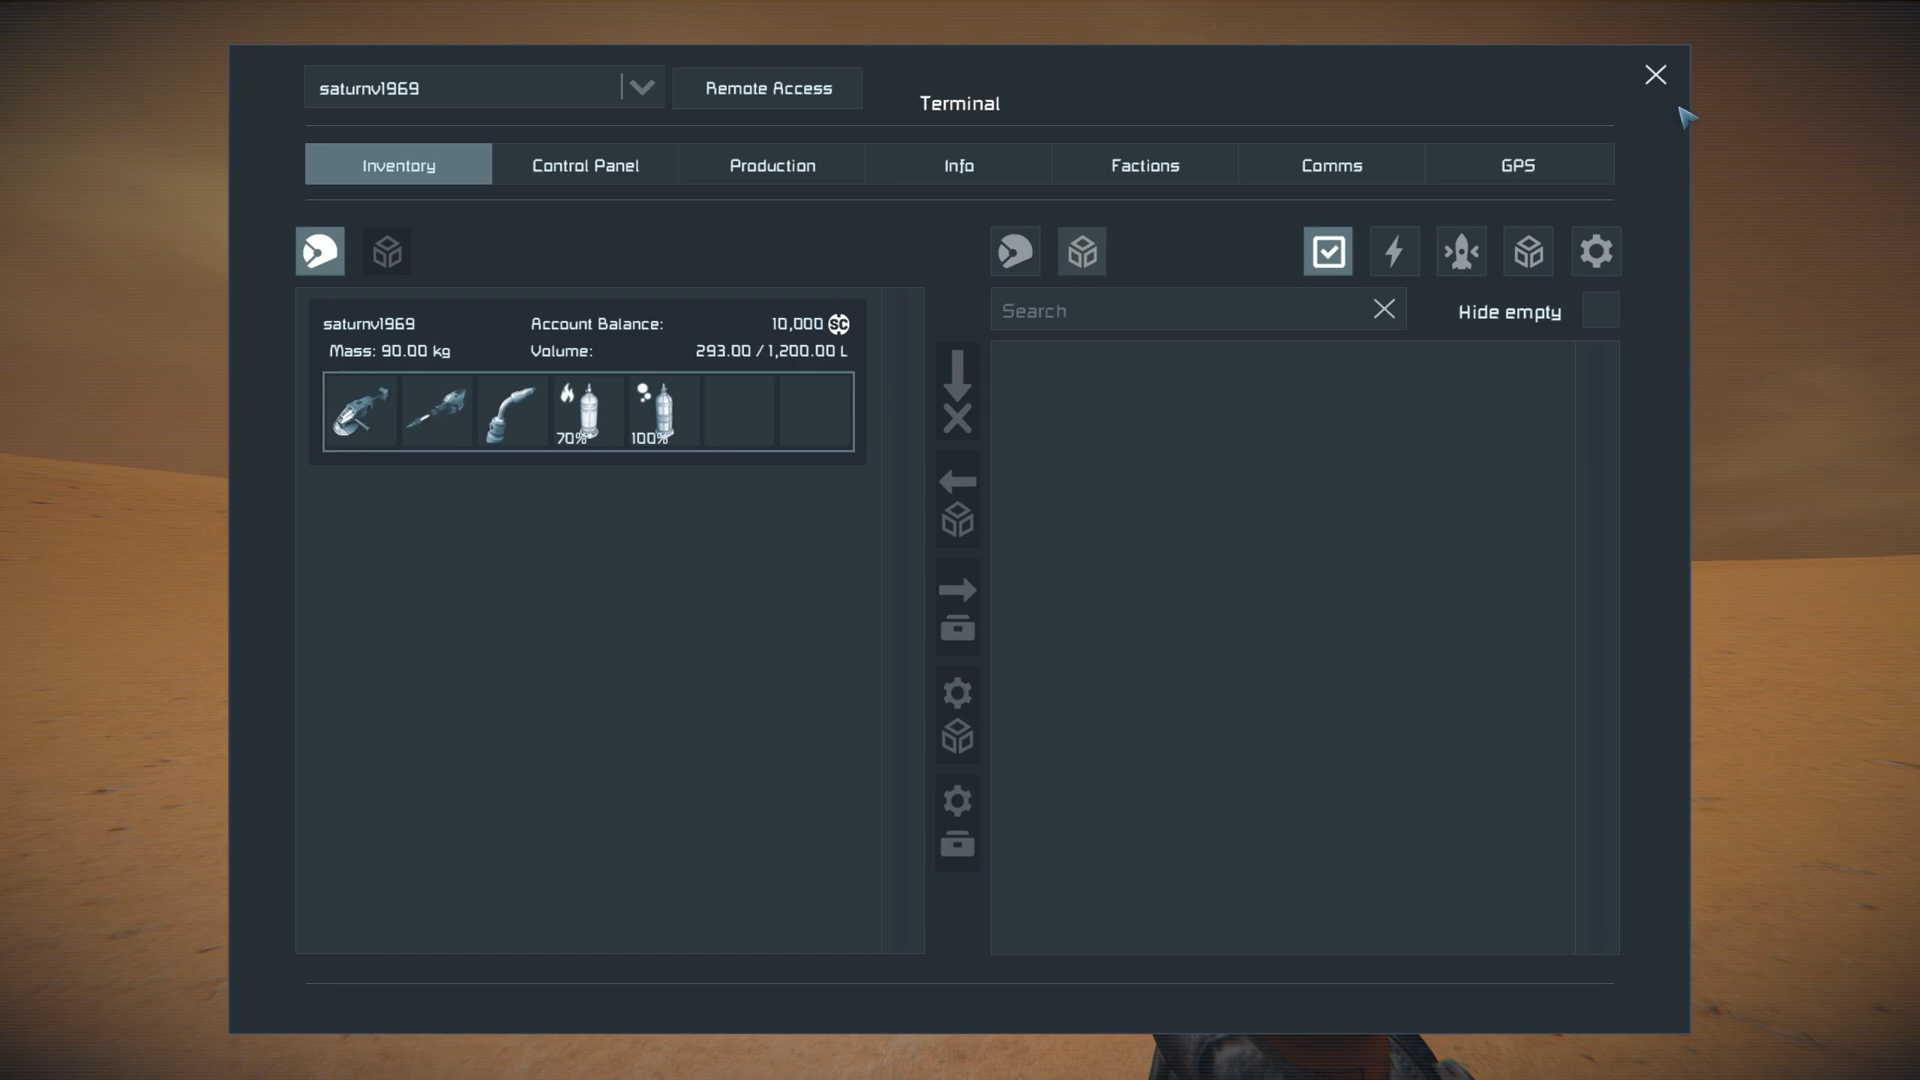 saturnv1969
Remote Access
Terminal
Inventory
Control Panel
Production
Info
Factions
Comms
GPS
Search
Hide empty
saturnv1969
Account Balance: 10,000 SC
Mass: 90.00 kg
Volume: 293.00 / 1,200.00 L
70%
100%